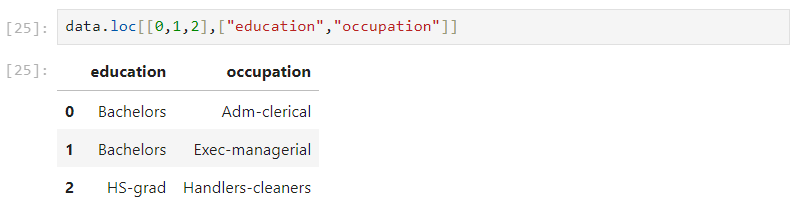 [25]: data.loc[[0,1,2],["education","occupation"]]
[25]:
education occupation
0 Bachelors Adm-clerical
1 Bachelors Exec-managerial
2 HS-grad Handlers-cleaners